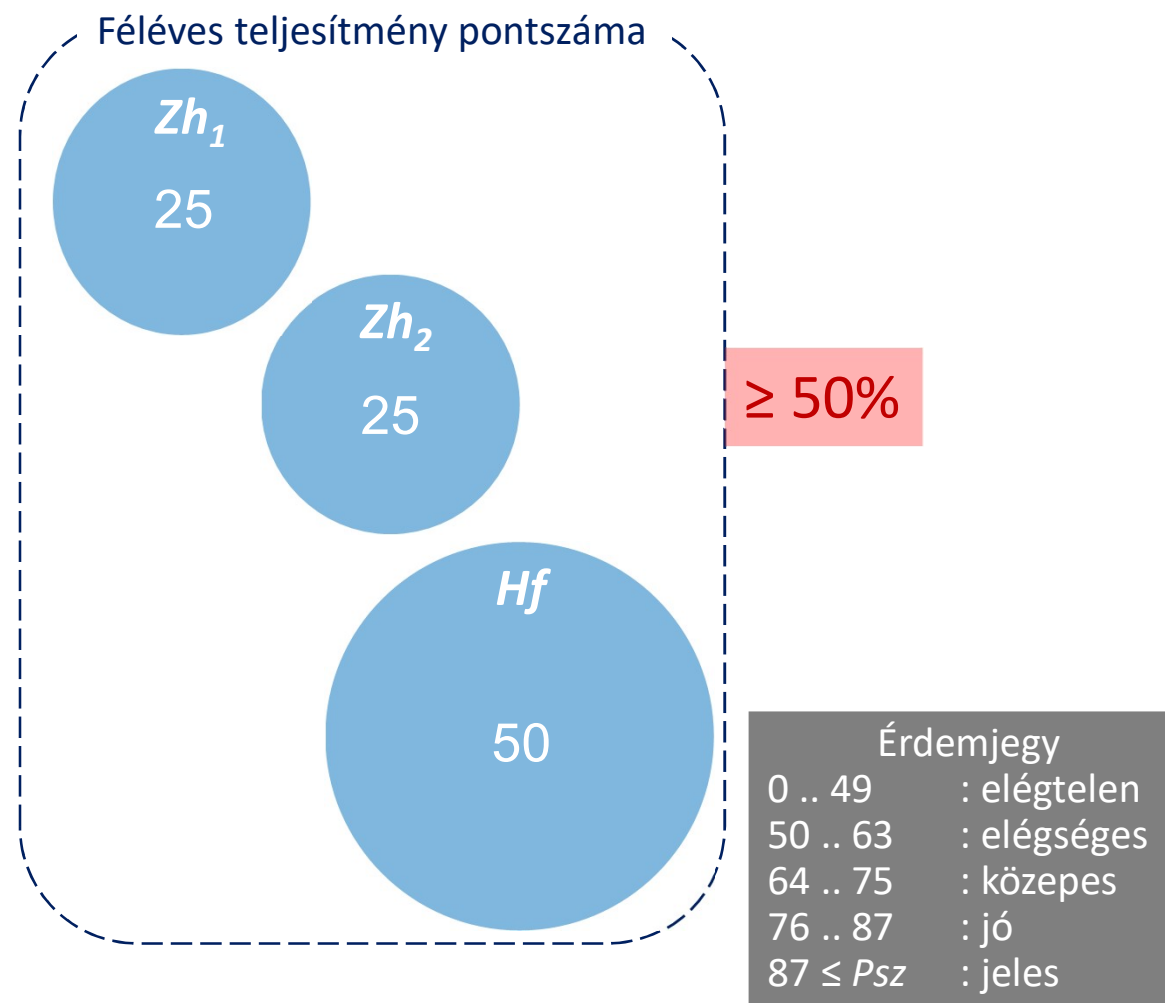 Féléves teljesítmény pontszáma
Zh₁
25
Zh₂
25
≥ 50%
Hf
50
Érdemjegy
0 .. 49 : elégtelen
50 .. 63 : elégséges
64 .. 75 : közepes
76 .. 87 : jó
87 ≤ Psz : jeles